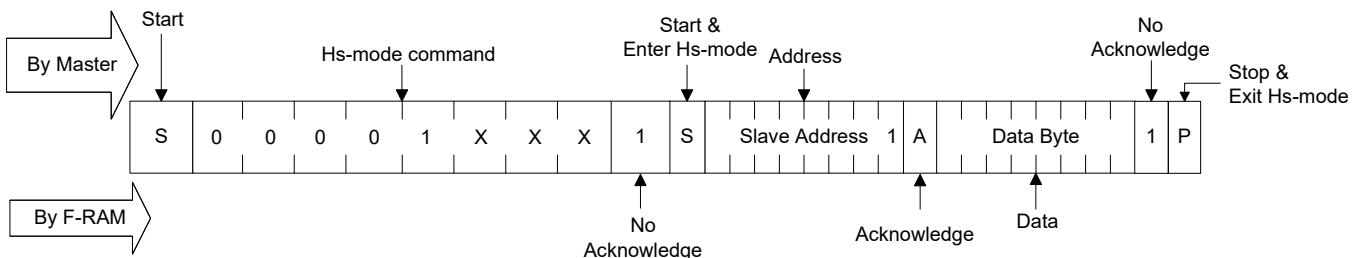 Start
Start &
Enter Hs-mode
No
Acknowledge
By Master
Hs-mode command
Address
Stop &
Exit Hs-mode
S 0 0 0 0 1 X X X 1 S Slave Address 1 A Data Byte 1 P
By F-RAM
No
Acknowledge
Acknowledge
Data